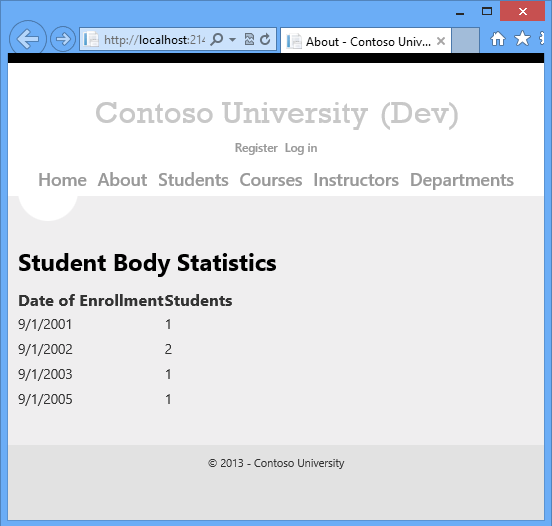 http://localhost:214
About - Contoso Univ...
Contoso University (Dev)
Register Log in
Home About Students Courses Instructors Departments
Student Body Statistics
Date of Enrollment Students
9/1/2001 1
9/1/2002 2
9/1/2003 1
9/1/2005 1
© 2013 - Contoso University